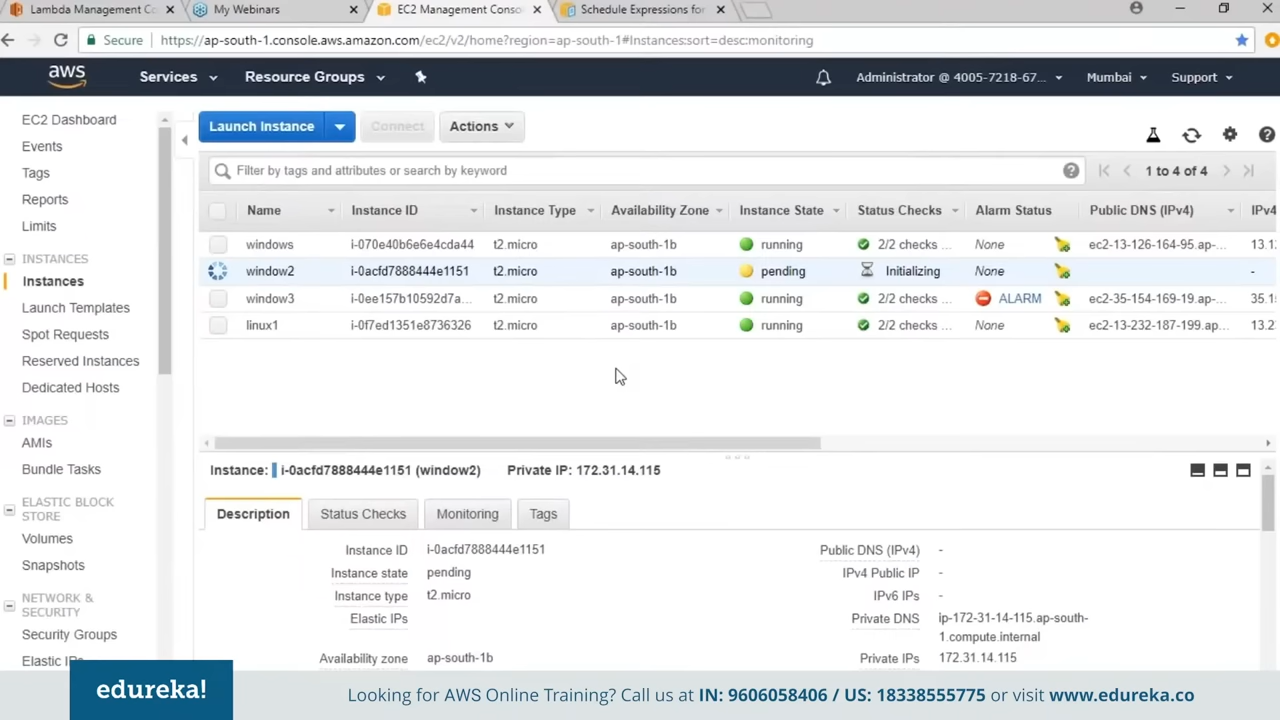 Lambda Management Co
My Webinars
EC2 Management Conso
Schedule Expressions for
Secure
https://ap-south-1.console.aws.amazon.com/ec2/v2/home?region=ap-south-1#Instances:sort=desc:monitoring
aws
Services
Resource Groups
Administrator @ 4005-7218-67...
Mumbai
Support
EC2 Dashboard
Events
Tags
Reports
Limits
INSTANCES
Instances
Launch Templates
Spot Requests
Reserved Instances
Dedicated Hosts
IMAGES
AMIs
Bundle Tasks
ELASTIC BLOCK
STORE
Volumes
Snapshots
NETWORK &
SECURITY
Security Groups
Elastic IPs
Launch Instance
Connect
Actions
Filter by tags and attributes or search by keyword
1 to 4 of 4
Name Instance ID Instance Type Availability Zone Instance State Status Checks Alarm Status Public DNS (IPv4) IPv4
windows i-070e40b6e6e4cda44 t2.micro ap-south-1b running 2/2 checks ... None ec2-13-126-164-95.ap-... 13.12
window2 i-0acfd7888444e1151 t2.micro ap-south-1b pending Initializing None -
window3 i-0ee157b10592d7a... t2.micro ap-south-1b running 2/2 checks ... ALARM ec2-35-154-169-19.ap-... 35.15
linux1 i-0f7ed1351e8736326 t2.micro ap-south-1b running 2/2 checks ... None ec2-13-232-187-199.ap... 13.23
Instance: i-0acfd7888444e1151 (window2) Private IP: 172.31.14.115
Description
Status Checks
Monitoring
Tags
Instance ID i-0acfd7888444e1151
Instance state pending
Instance type t2.micro
Elastic IPs
Availability zone ap-south-1b
Public DNS (IPv4) -
IPv4 Public IP -
IPv6 IPs -
Private DNS ip-172-31-14-115.ap-south-
1.compute.internal
Private IPs 172.31.14.115
edureka!
Looking for AWS Online Training? Call us at IN: 9606058406 / US: 18338555775 or visit www.edureka.co